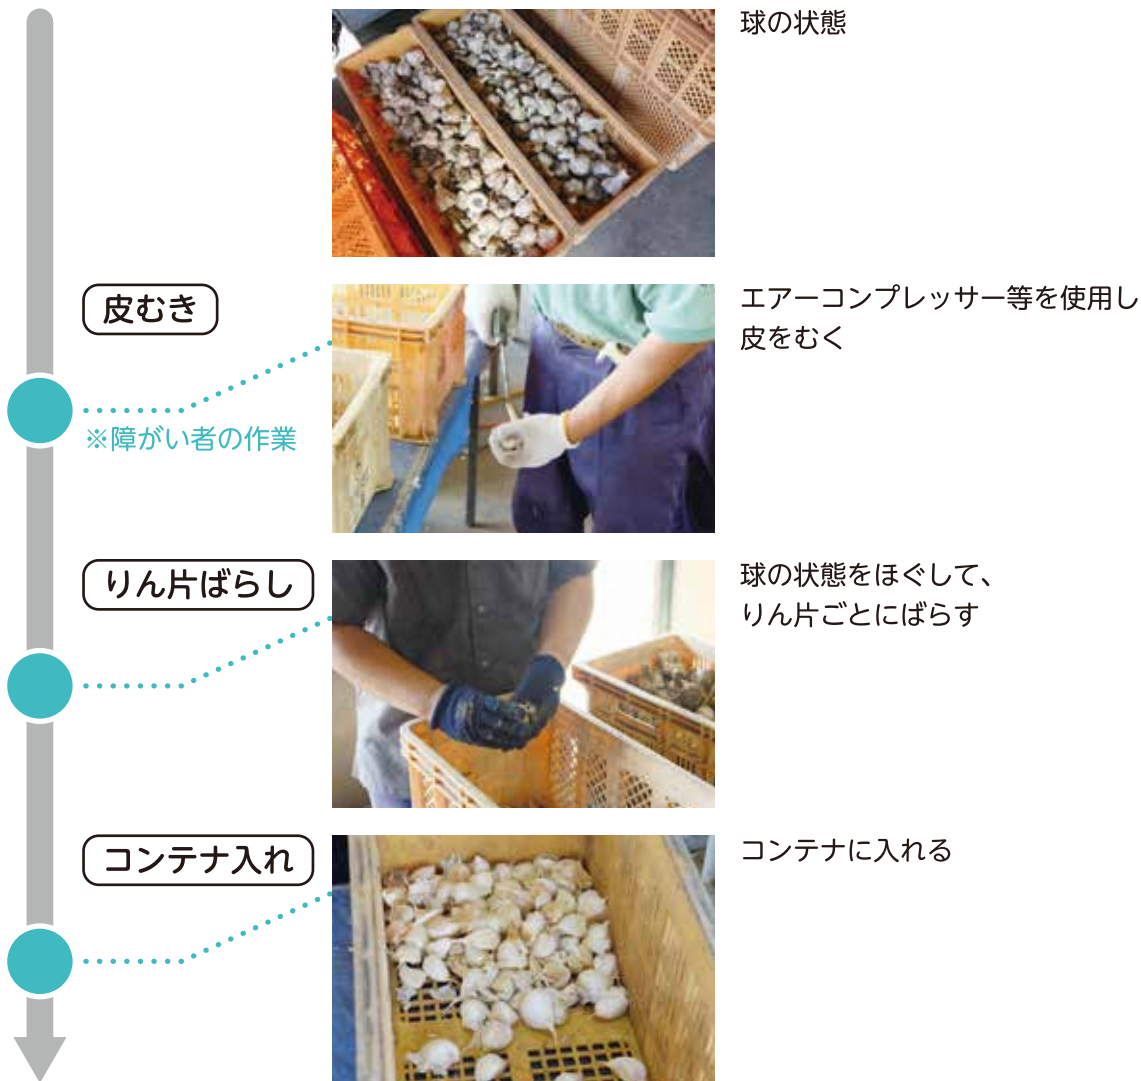 球の状態
皮むき
エアーコンプレッサー等を使用し
皮をむく
※障がい者の作業
りん片ばらし
球の状態をほぐして、
りん片ごとにばらす
コンテナ入れ
コンテナに入れる